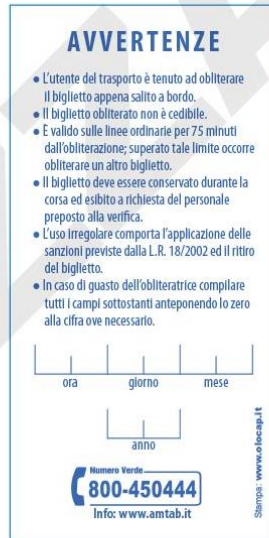 AVVERTENZE
• L'utente del trasporto è tenuto ad obliterare
il biglietto appena salito a bordo.
• Il biglietto obliterato non è cedibile.
• È valido sulle linee ordinarie per 75 minuti
dall'obliterazione; superato tale limite occorre
obliterare un altro biglietto.
• Il biglietto deve essere conservato durante la
corsa ed esibito a richiesta del personale
preposto alla verifica.
• L'uso irregolare comporta l'applicazione delle
sanzioni previste dalla L.R. 18/2002 ed il ritiro
del biglietto.
• In caso di guasto dell'obliteratrice compilare
tutti i campi sottostanti anteponendo lo zero
alla cifra ove necessario.
ora giorno mese
anno
Numero Verde
800-450444
Info: www.amtab.it
Stampa: www.olocap.it